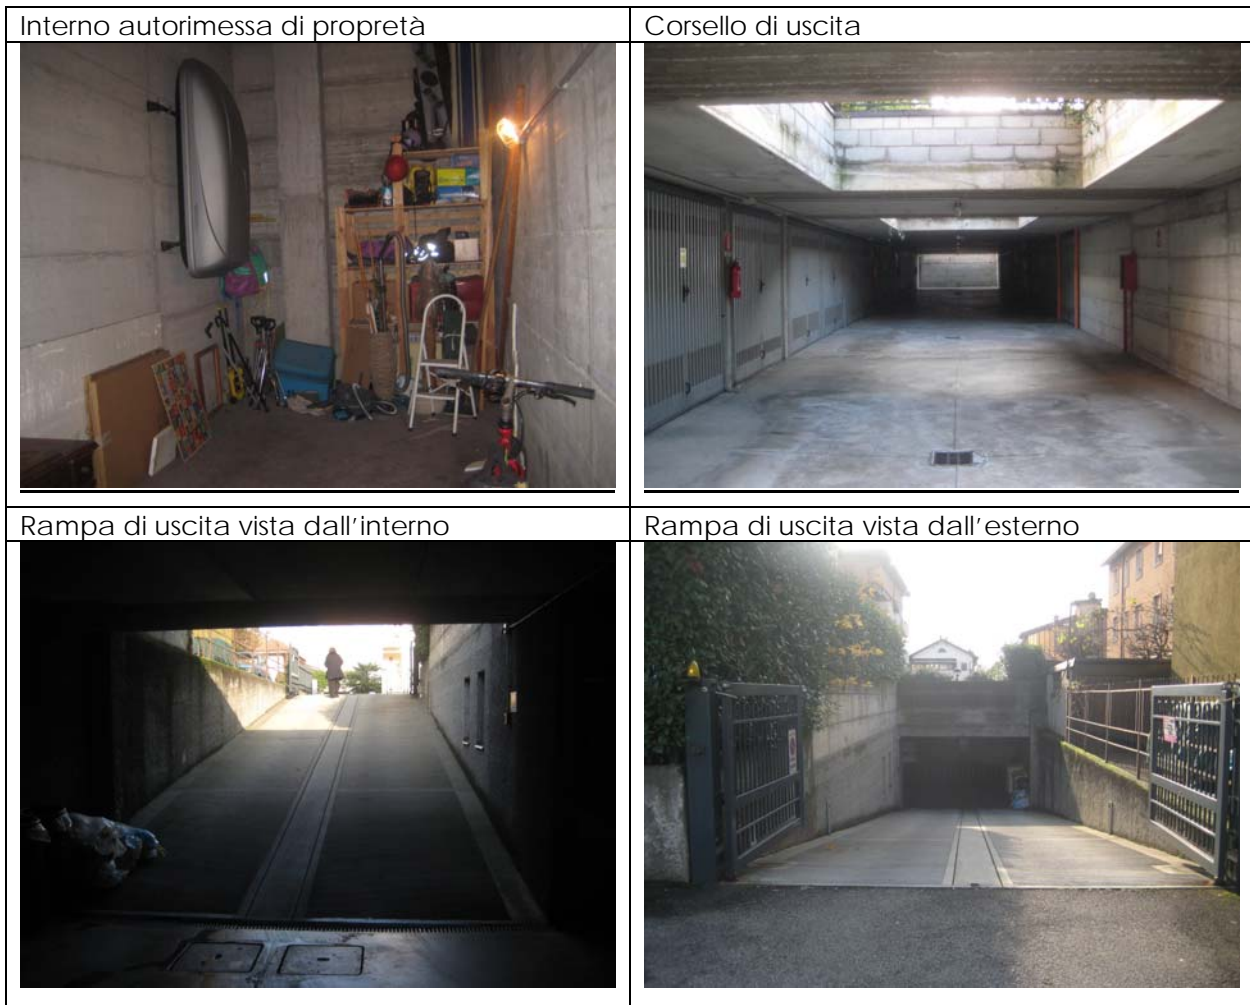 Interno autorimessa di propretà
Corsello di uscita
Rampa di uscita vista dall'interno
Rampa di uscita vista dall'esterno